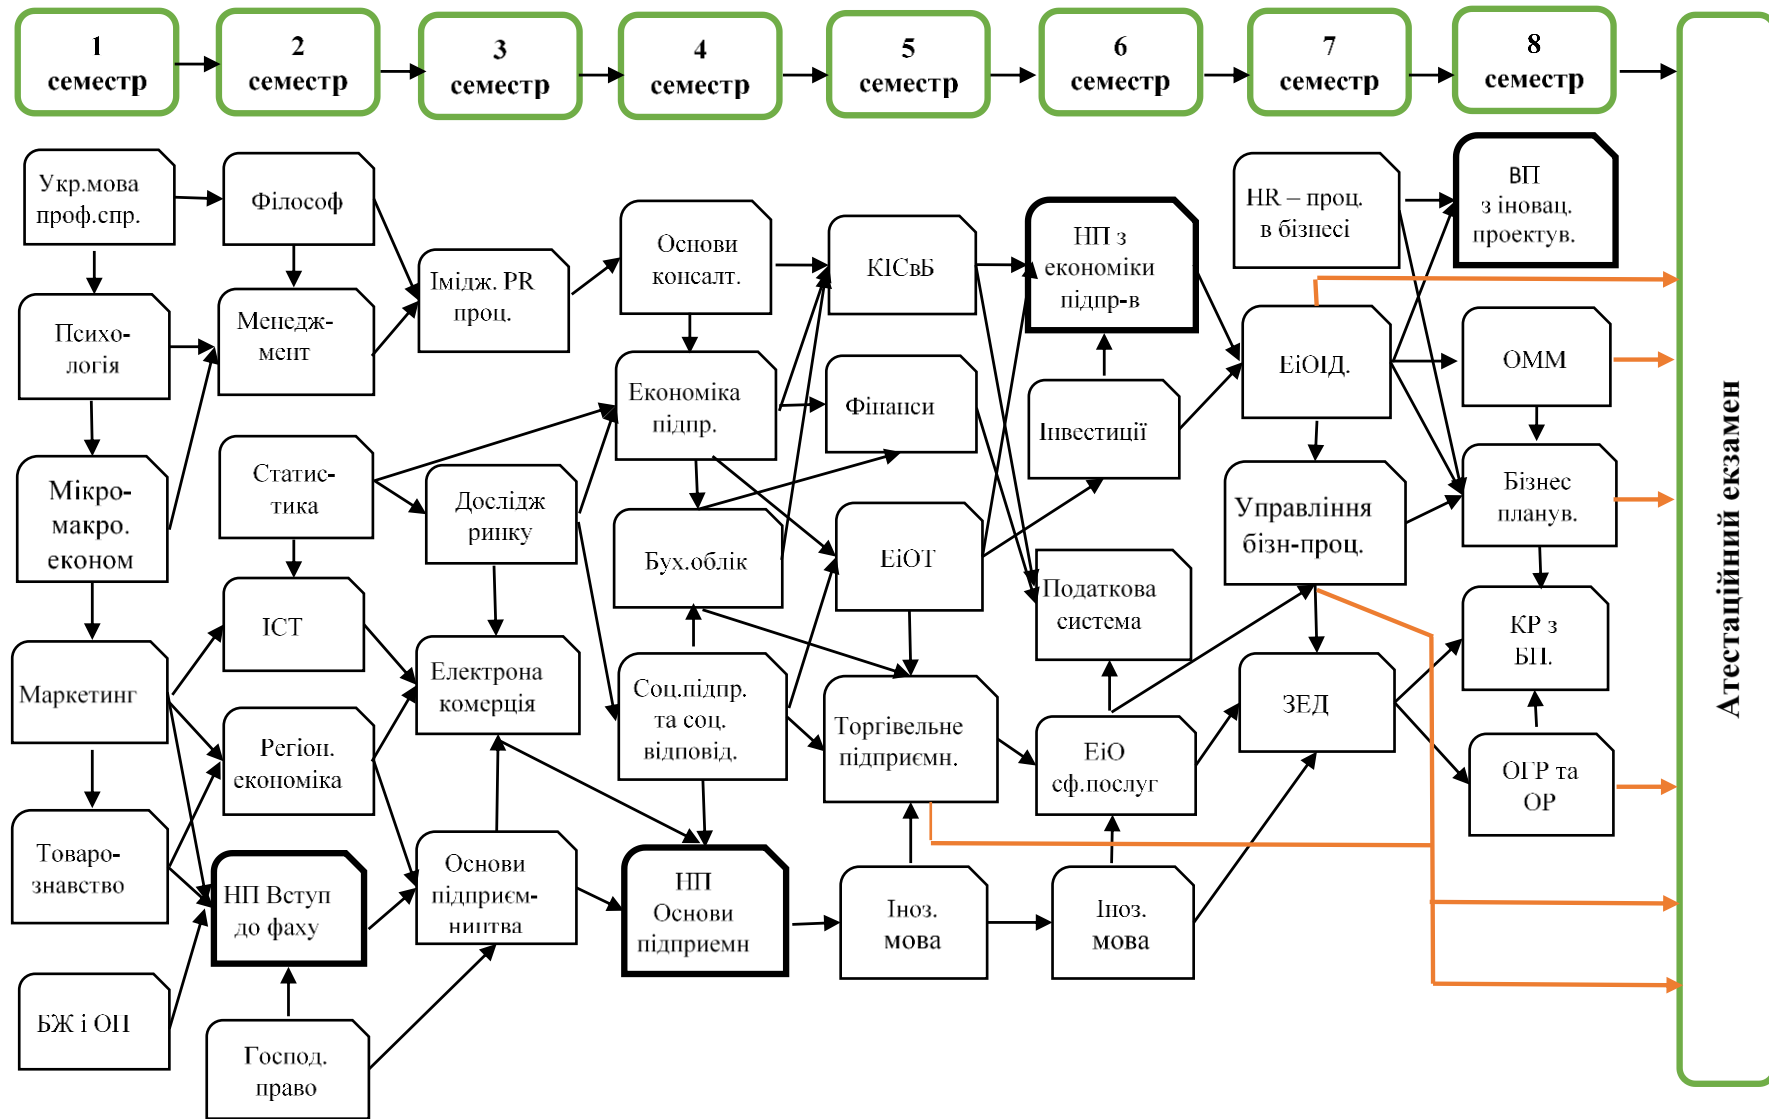 1
семестр
2
семестр
3
семестр
4
семестр
5
семестр
6
семестр
7
семестр
8
семестр
Укр.мова
проф.спр.
Психо-
логія
Мікро-
макро.
економ
Маркетинг
Товаро-
знавство
БЖ і ОП
Філософ
Менедж-
мент
Статис-
тика
ІСТ
Регіон.
економіка
НП Вступ
до фаху
Господ.
право
Імідж. PR
проц.
Дослідж
ринку
Електрона
комерція
Основи
підприєм-
ництва
Основи
консалт.
Економіка
підпр.
Бух.облік
Соц.підпр.
та соц.
відповід.
НП
Основи
підприємн
КІСвБ
Фінанси
ЕіОТ
Торгівельне
підприємн.
Іноз.
мова
НП з
економіки
підпр-в
Інвестиції
Податкова
система
ЕіО
сф.послуг
Іноз.
мова
HR – проц.
в бізнесі
ЕіОІД.
Управління
бізн-проц.
ЗЕД
ВП
з іновац.
проектув.
ОММ
Бізнес
планув.
КР з
БП.
ОГР та
ОР
Атестаційний екзамен